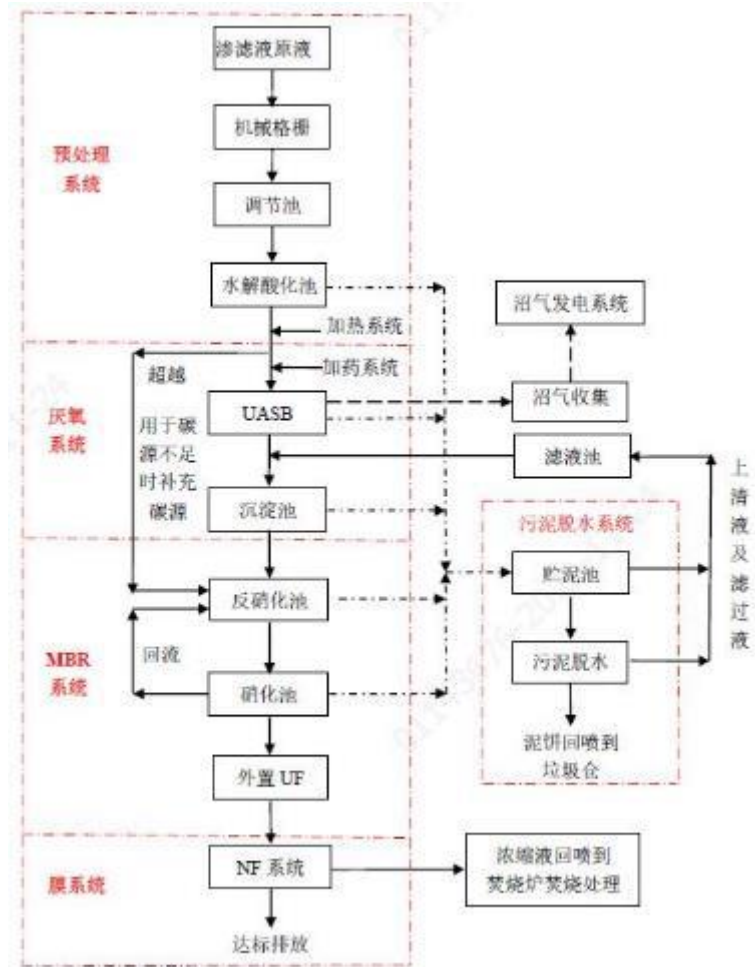 渗滤液原液
机械格栅
预处理
系统
调节池
水解酸化池
沼气发电系统
加热系统
超越
加药系统
厌氧
系统
UASB
沼气收集
用于碳
源不足
时补充
碳源
滤液池
上清液及滤过液
沉淀池
污泥脱水系统
贮泥池
反硝化池
MBR
系统
回流
污泥脱水
硝化池
泥饼回喷到
垃圾仓
外置 UF
膜系统
NF 系统
浓缩液回喷到
焚烧炉焚烧处理
达标排放